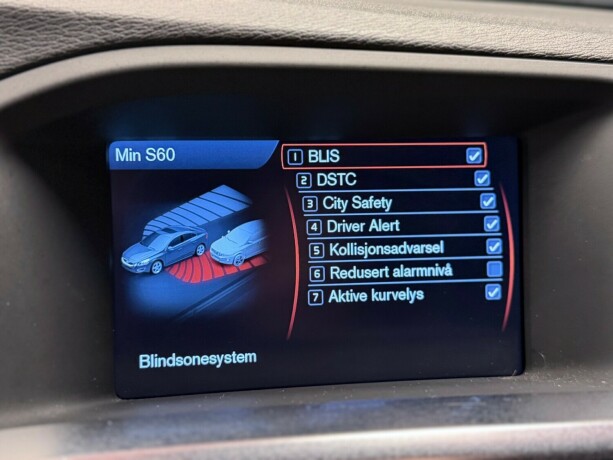 Min S60
1 BLIS
2 DSTC
3 City Safety
4 Driver Alert
5 Kollisjonsadvarsel
6 Redusert alarmnivå
7 Aktive kurvelys
Blindsonesystem